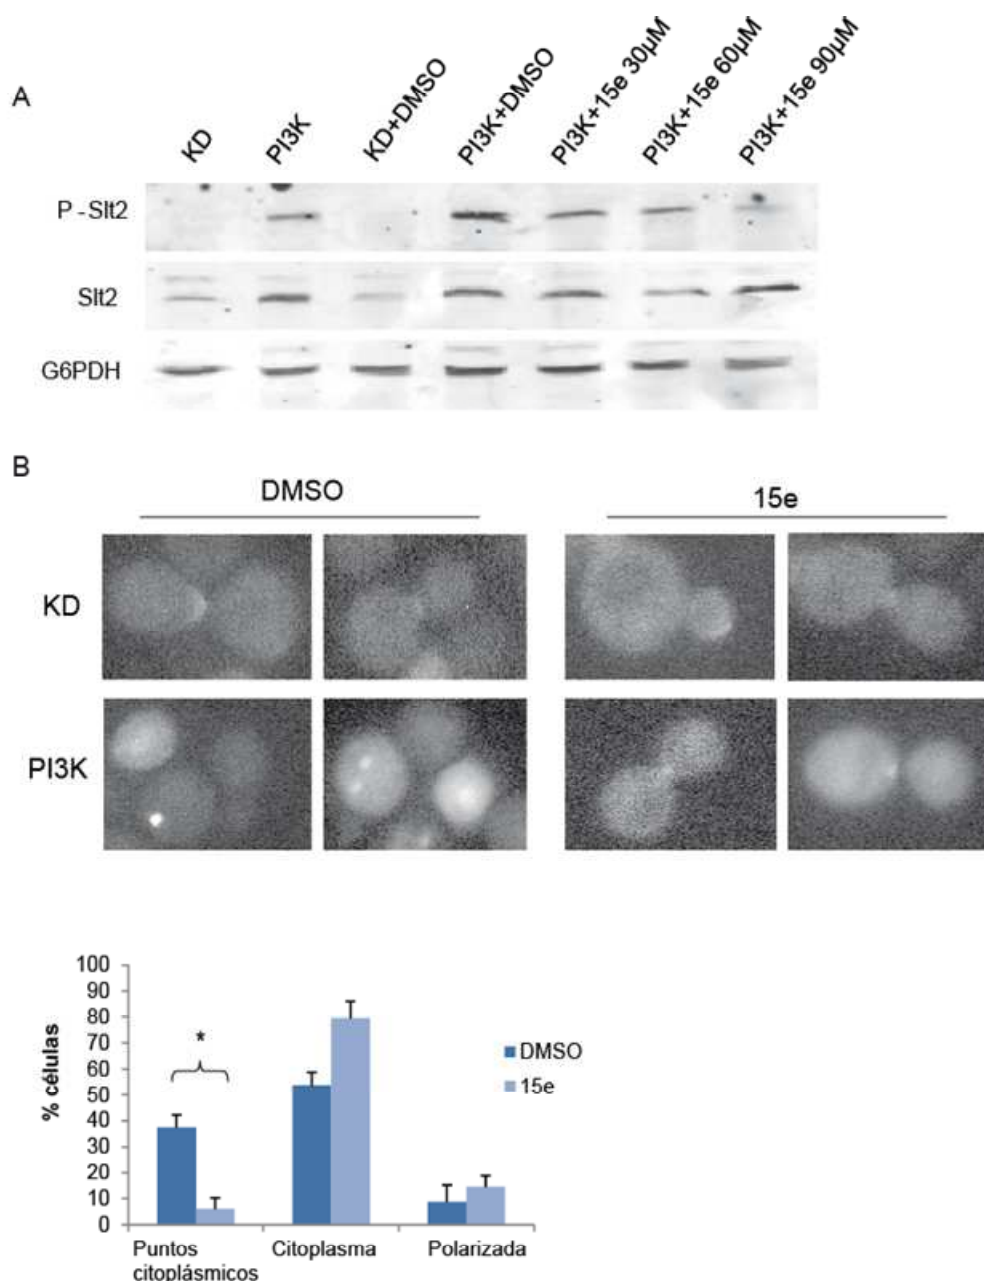 A
KD
PI3K
KD+DMSO
PI3K+DMSO
PI3K+15e 30µM
PI3K+15e 60µM
PI3K+15e 90µM
P-Slt2
Slt2
G6PDH
B
DMSO
15e
KD
PI3K
100
90
80
70
60
50
40
30
20
10
0
% células
*
DMSO
15e
Puntos
citoplásmicos
Citoplasma
Polarizada